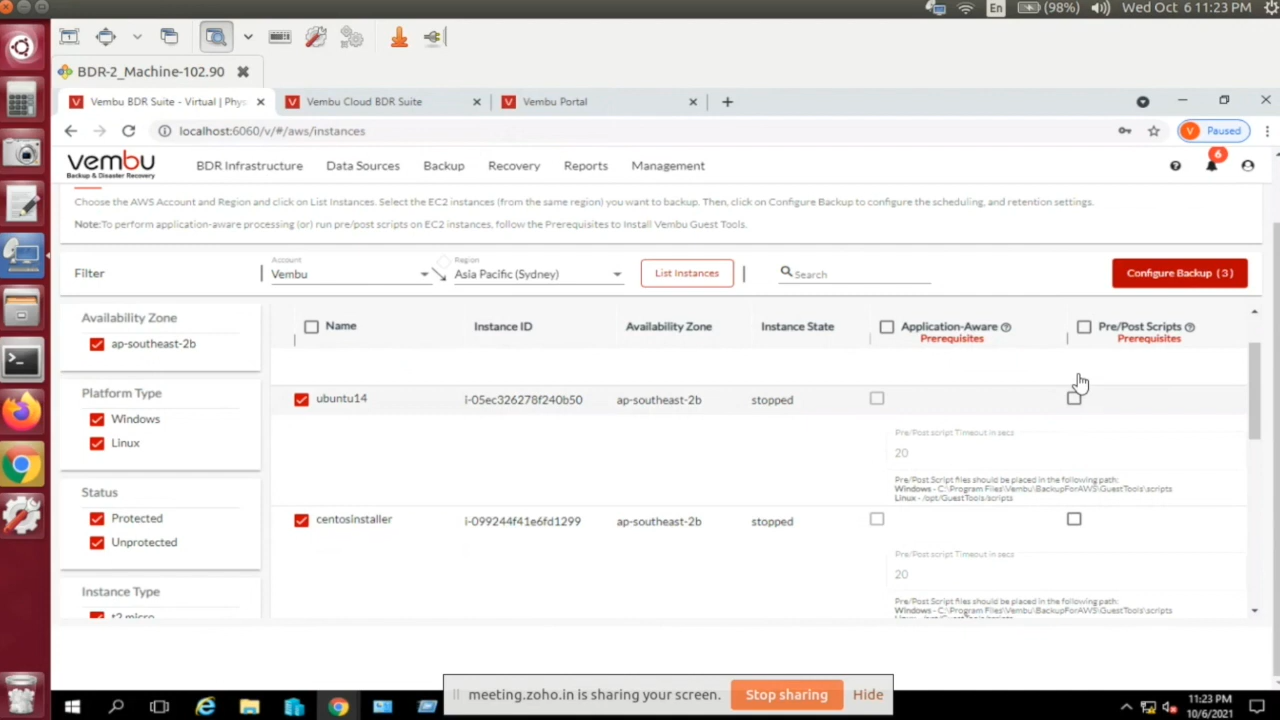 En
(98%)
Wed Oct 6 11:23 PM
BDR-2_Machine-102.90
Vembu BDR Suite - Virtual | Phys
Vembu Cloud BDR Suite
Vembu Portal
localhost:6060/v/#/aws/instances
V
Paused
vembu
Backup & Disaster Recovery
BDR Infrastructure
Data Sources
Backup
Recovery
Reports
Management
6
Choose the AWS Account and Region and click on List Instances. Select the EC2 instances (from the same region) you want to backup. Then, click on Configure Backup to configure the scheduling, and retention settings.
Note:To perform application-aware processing (or) run pre/post scripts on EC2 instances, follow the Prerequisites to Install Vembu Guest Tools.
Filter
Account
Vembu
Region
Asia Pacific (Sydney)
List Instances
Search
Configure Backup (3)
Availability Zone
ap-southeast-2b
Platform Type
Windows
Linux
Status
Protected
Unprotected
Instance Type
t2.micro
Name
Instance ID
Availability Zone
Instance State
Application-Aware
Prerequisites
Pre/Post Scripts
Prerequisites
ubuntu14
i-05ec326278f240b50
ap-southeast-2b
stopped
Pre/Post script Timeout in secs
20
Pre/Post Script files should be placed in the following path:
Windows - C:\Program Files\Vembu\BackupForAWS\GuestTools\scripts
Linux - /opt/GuestTools/scripts
centosinstaller
i-099244f41e6fd1299
ap-southeast-2b
stopped
Pre/Post script Timeout in secs
20
Pre/Post Script files should be placed in the following path:
Windows - C:\Program Files\Vembu\BackupForAWS\GuestTools\scripts
meeting.zoho.in is sharing your screen.
Stop sharing
Hide
11:23 PM
10/6/2021